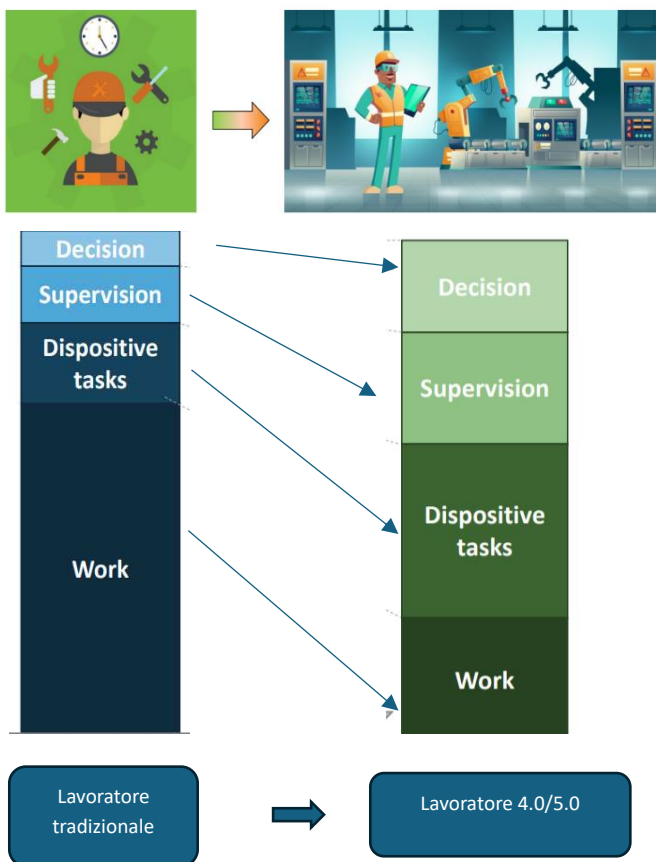 Decision
Supervision
Dispositive
tasks
Work
Decision
Supervision
Dispositive
tasks
Work
Lavoratore
tradizionale
Lavoratore 4.0/5.0